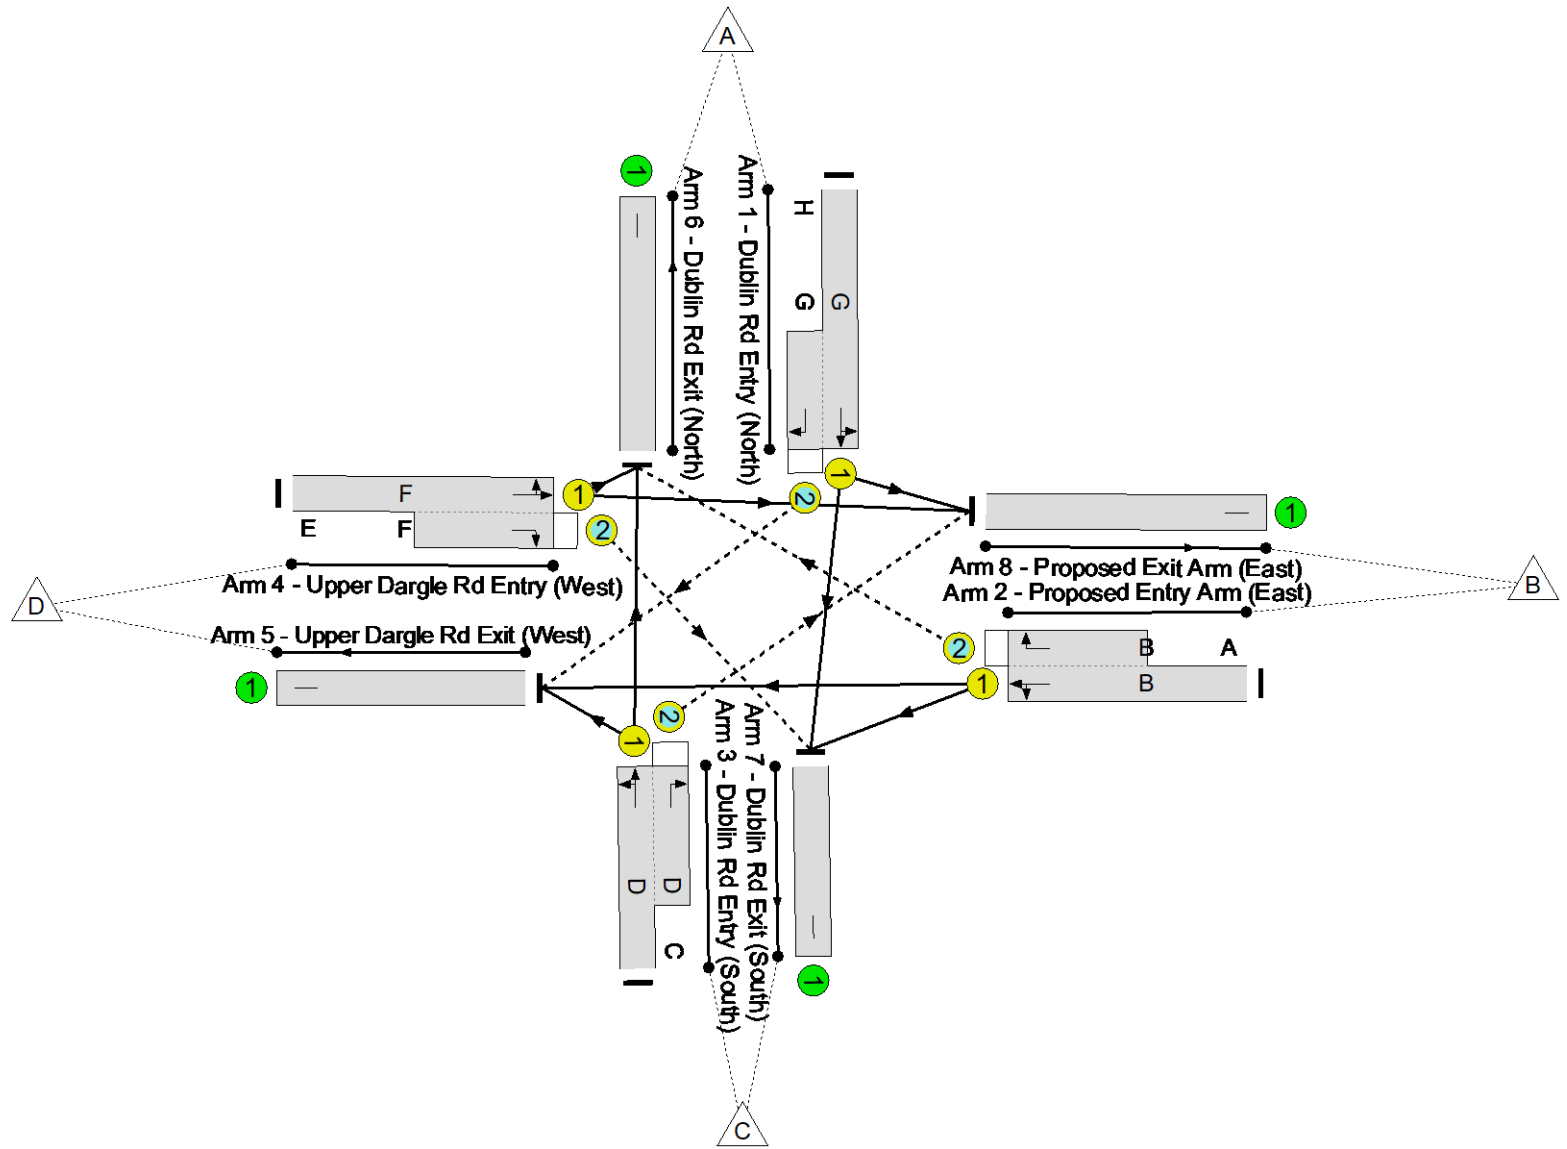 A
1
Arm 6 - Dublin Rd Exit (North)
Arm 1 - Dublin Rd Entry (North)
H
G
G
1
2
F
E
F
1
2
Arm 4 - Upper Dargle Rd Entry (West)
D
Arm 5 - Upper Dargle Rd Exit (West)
1
1
Arm 8 - Proposed Exit Arm (East)
Arm 2 - Proposed Entry Arm (East)
B
2
B
A
1
B
2
1
Arm 7 - Dublin Rd Exit (South)
Arm 3 - Dublin Rd Entry (South)
D
D
C
1
C